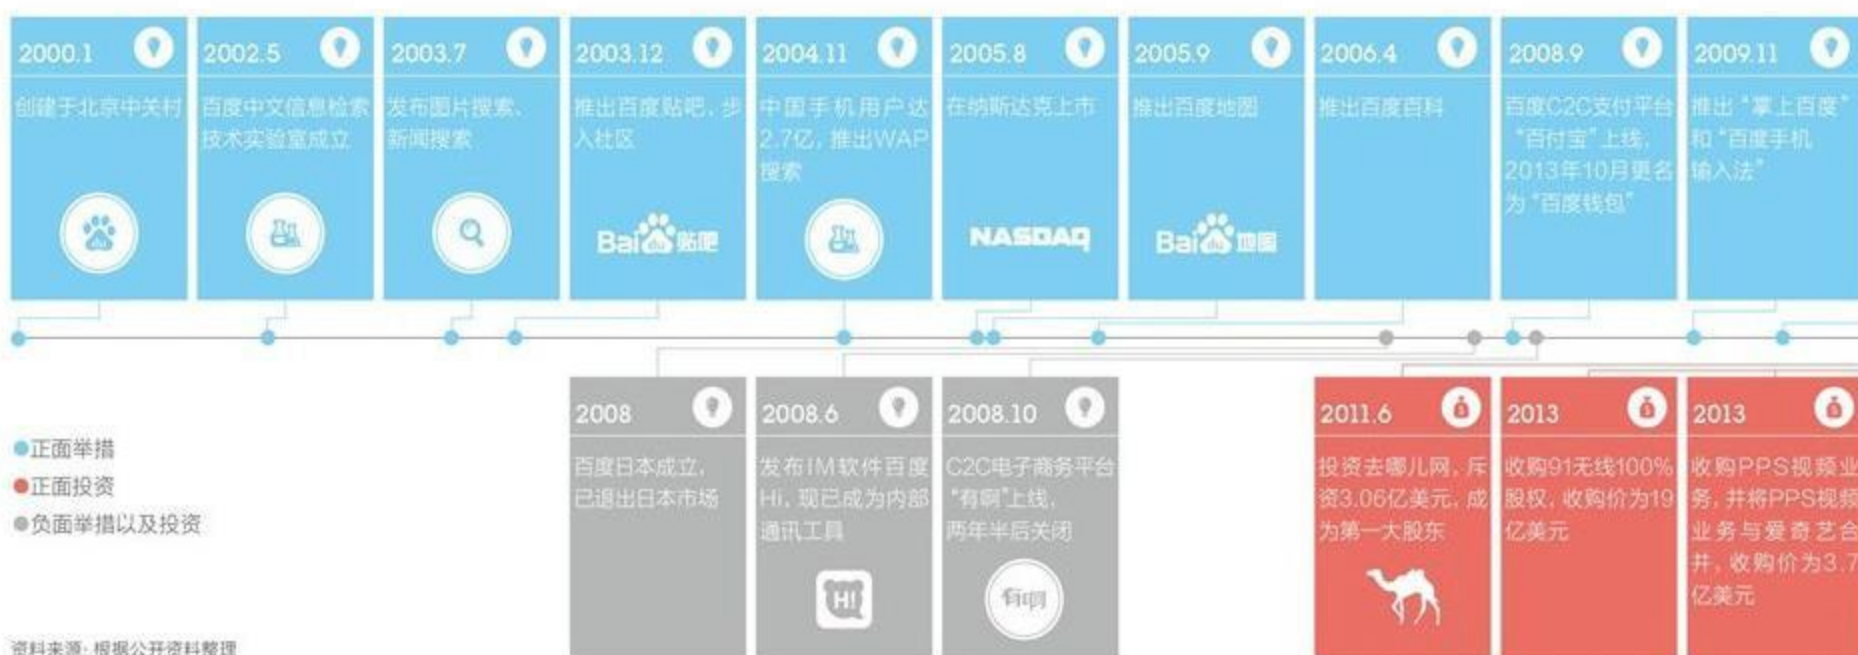 2000.1
创建于北京中关村
du
2002.5
百度中文信息检索
技术实验室成立
2003.7
发布图片搜索、
新闻搜索
2003.12
推出百度贴吧，步
入社区
Bai du 贴吧
2004.11
中国手机用户达
2.7亿，推出WAP
搜索
2005.8
在纳斯达克上市
NASDAQ
2005.9
推出百度地图
Bai du 地图
2006.4
推出百度百科
2008.9
百度C2C支付平台
“百付宝”上线，
2013年10月更名
为“百度钱包”
2009.11
推出“掌上百度”
和“百度手机
输入法”
正面举措
正面投资
负面举措以及投资
2008
百度日本成立，
已退出日本市场
2008.6
发布IM软件百度
Hi，现已成为内部
通讯工具
HI
2008.10
C2C电子商务平台
“有啊”上线，
两年半后关闭
有啊
2011.6
投资去哪儿网，斥
资3.06亿美元，成
为第一大股东
2013
收购91无线100%
股权，收购价为19
亿美元
2013
收购PPS视频业
务，并将PPS视频
业务与爱奇艺合
并，收购价为3.7
亿美元
资料来源：根据公开资料整理